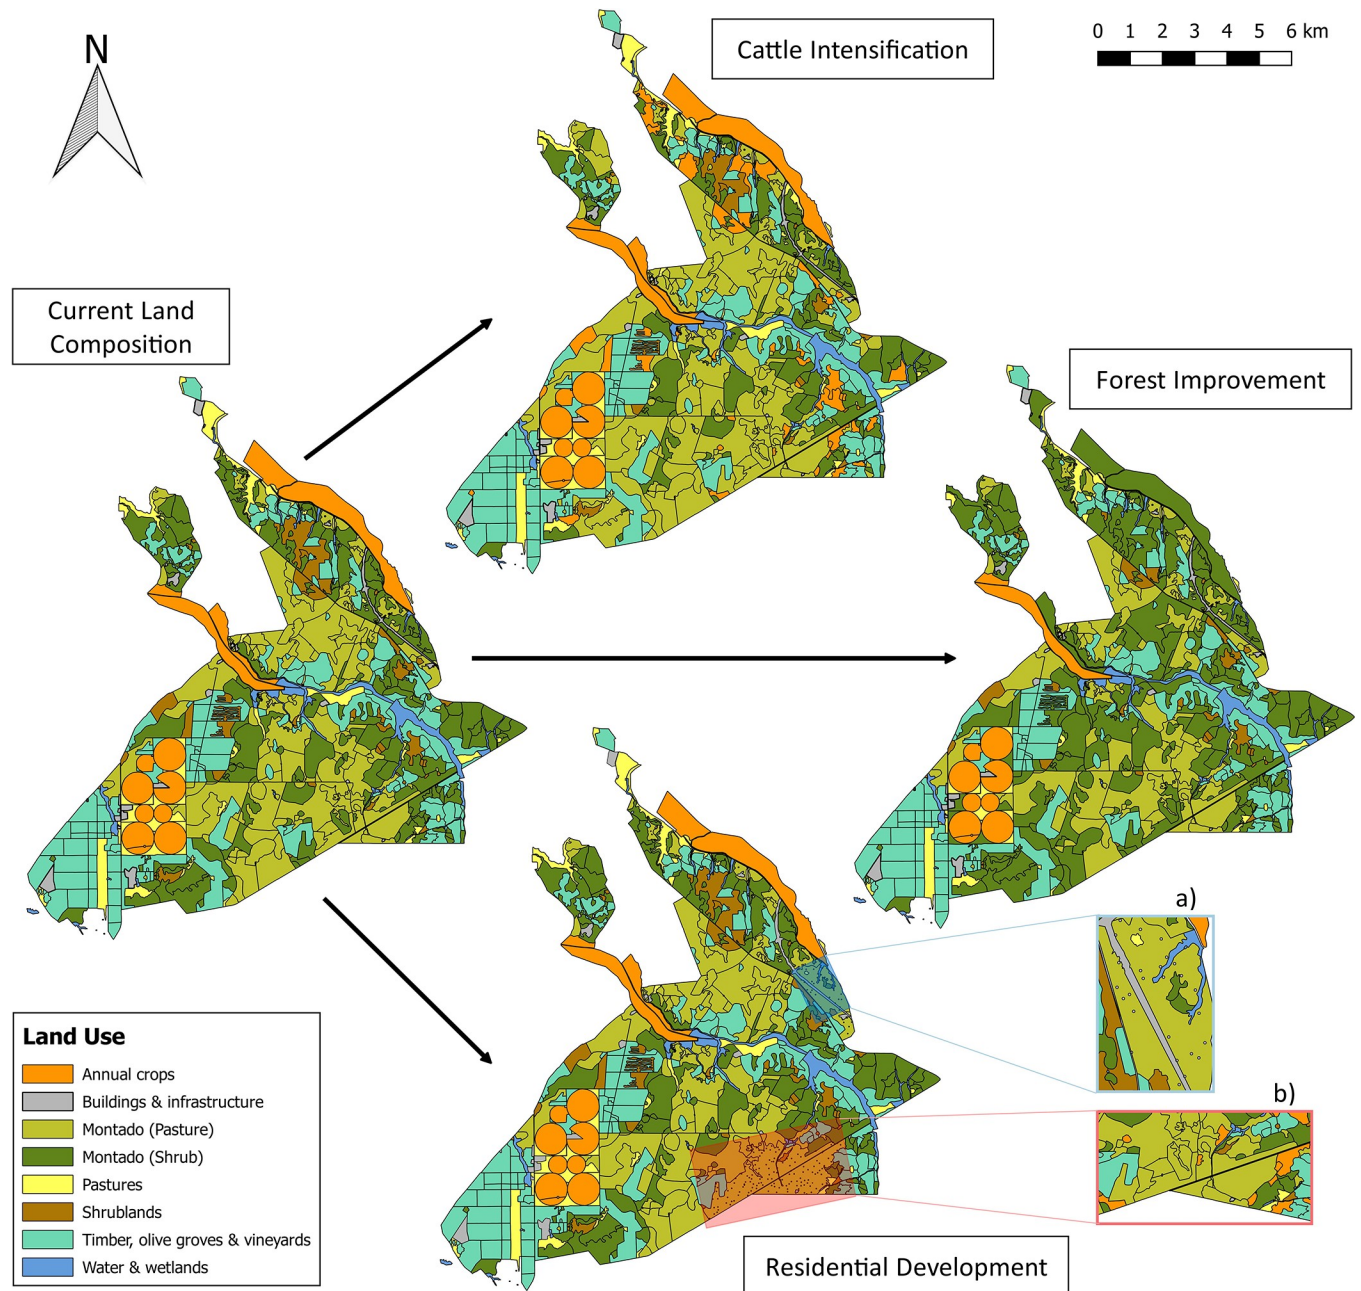 N
Cattle Intensification
0 1 2 3 4 5 6 km
Current Land
Composition
Forest Improvement
a)
b)
Land Use
Annual crops
Buildings & infrastructure
Montado (Pasture)
Montado (Shrub)
Pastures
Shrublands
Timber, olive groves & vineyards
Water & wetlands
Residential Development